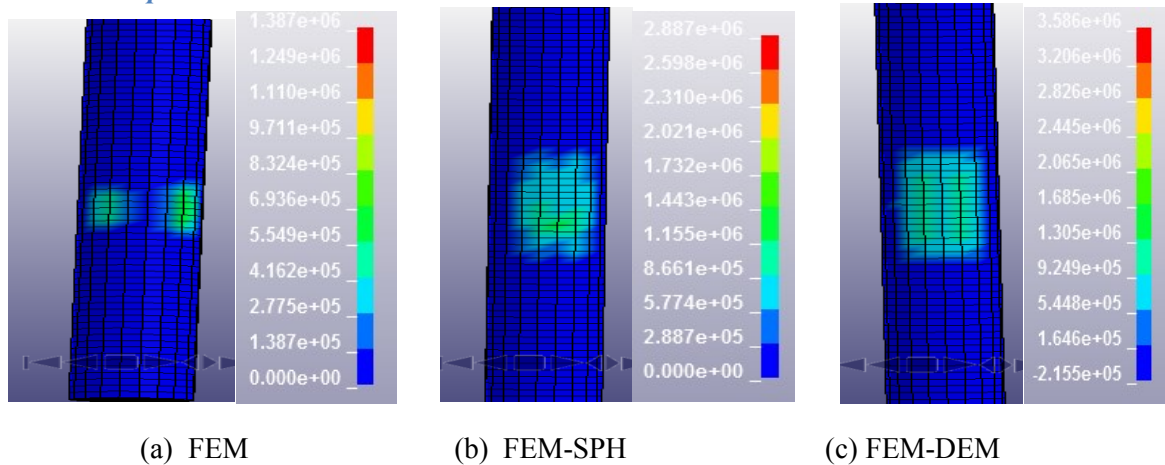 1.387e+06
1.249e+06
1.110e+06
9.711e+05
8.324e+05
6.936e+05
5.549e+05
4.162e+05
2.775e+05
1.387e+05
0.000e+00
2.887e+06
2.598e+06
2.310e+06
2.021e+06
1.732e+06
1.443e+06
1.155e+06
8.661e+05
5.774e+05
2.887e+05
0.000e+00
3.586e+06
3.206e+06
2.826e+06
2.445e+06
2.065e+06
1.685e+06
1.305e+06
9.249e+05
5.448e+05
1.646e+05
-2.155e+05
(a) FEM
(b) FEM-SPH
(c) FEM-DEM